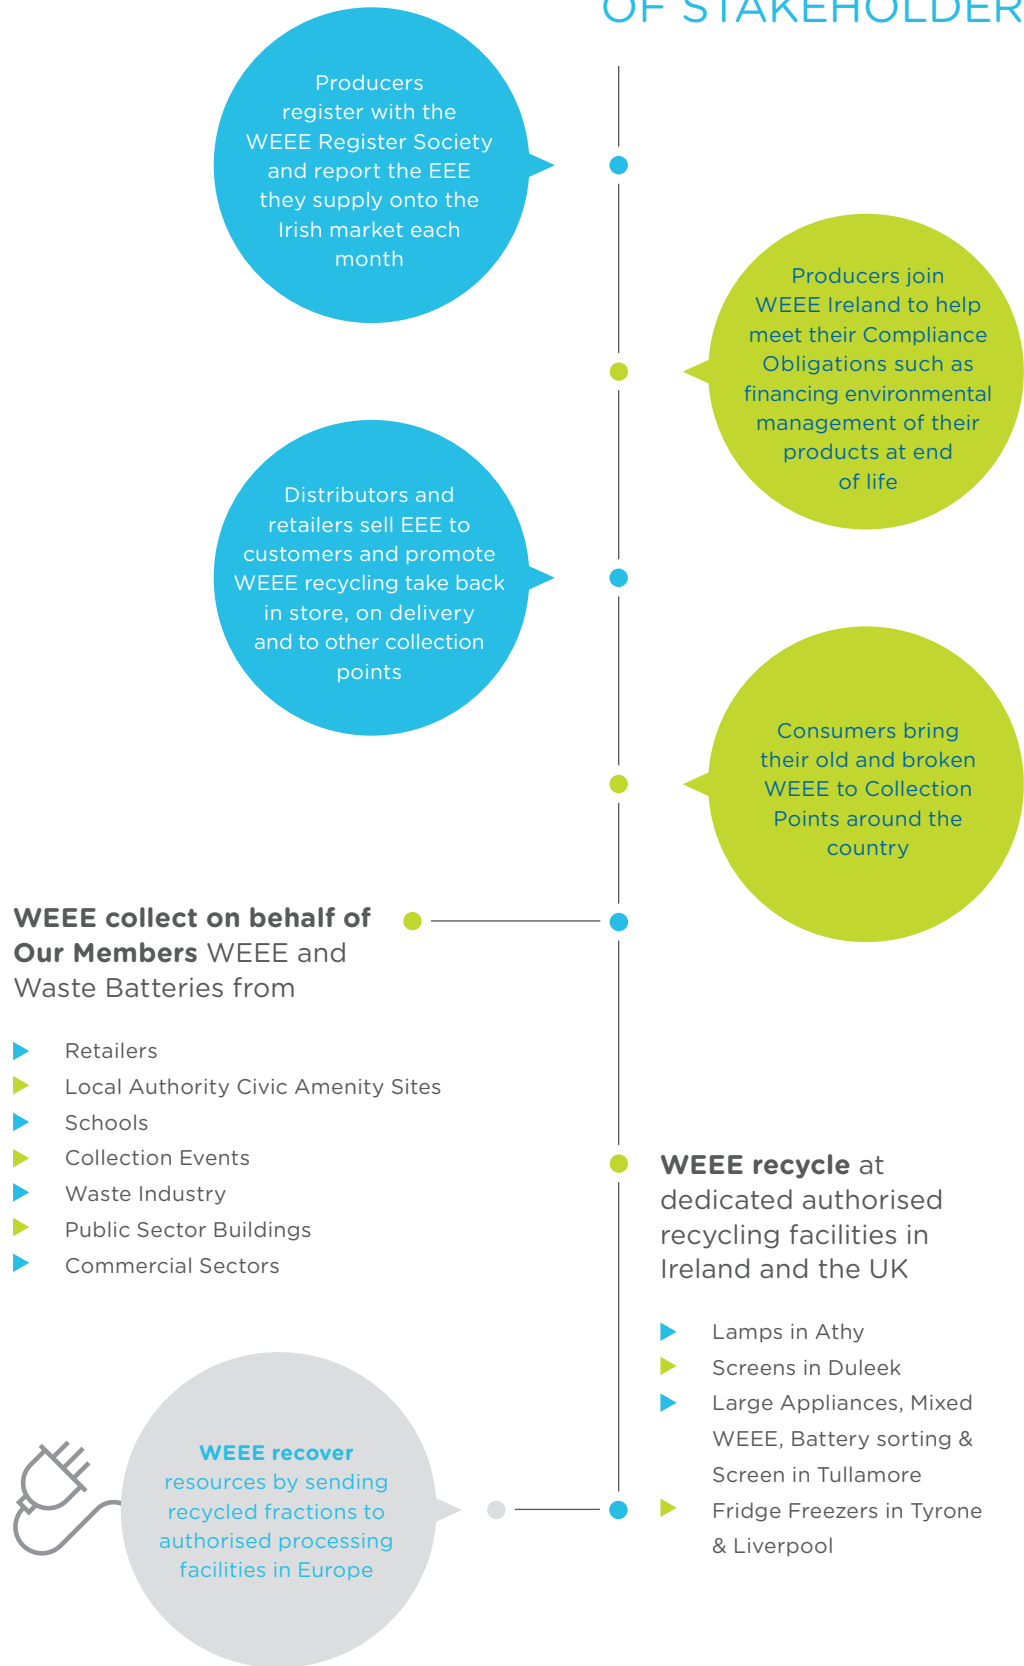 OF STAKEHOLDER
Producers
register with the
WEEE Register Society
and report the EEE
they supply onto the
Irish market each
month
Producers join
WEEE Ireland to help
meet their Compliance
Obligations such as
financing environmental
management of their
products at end
of life
Distributors and
retailers sell EEE to
customers and promote
WEEE recycling take back
in store, on delivery
and to other collection
points
Consumers bring
their old and broken
WEEE to Collection
Points around the
country
WEEE collect on behalf of
Our Members WEEE and
Waste Batteries from
Retailers
Local Authority Civic Amenity Sites
Schools
Collection Events
Waste Industry
Public Sector Buildings
Commercial Sectors
WEEE recycle at
dedicated authorised
recycling facilities in
Ireland and the UK
Lamps in Athy
Screens in Duleek
Large Appliances, Mixed
WEEE, Battery sorting &
Screen in Tullamore
Fridge Freezers in Tyrone
& Liverpool
WEEE recover
resources by sending
recycled fractions to
authorised processing
facilities in Europe